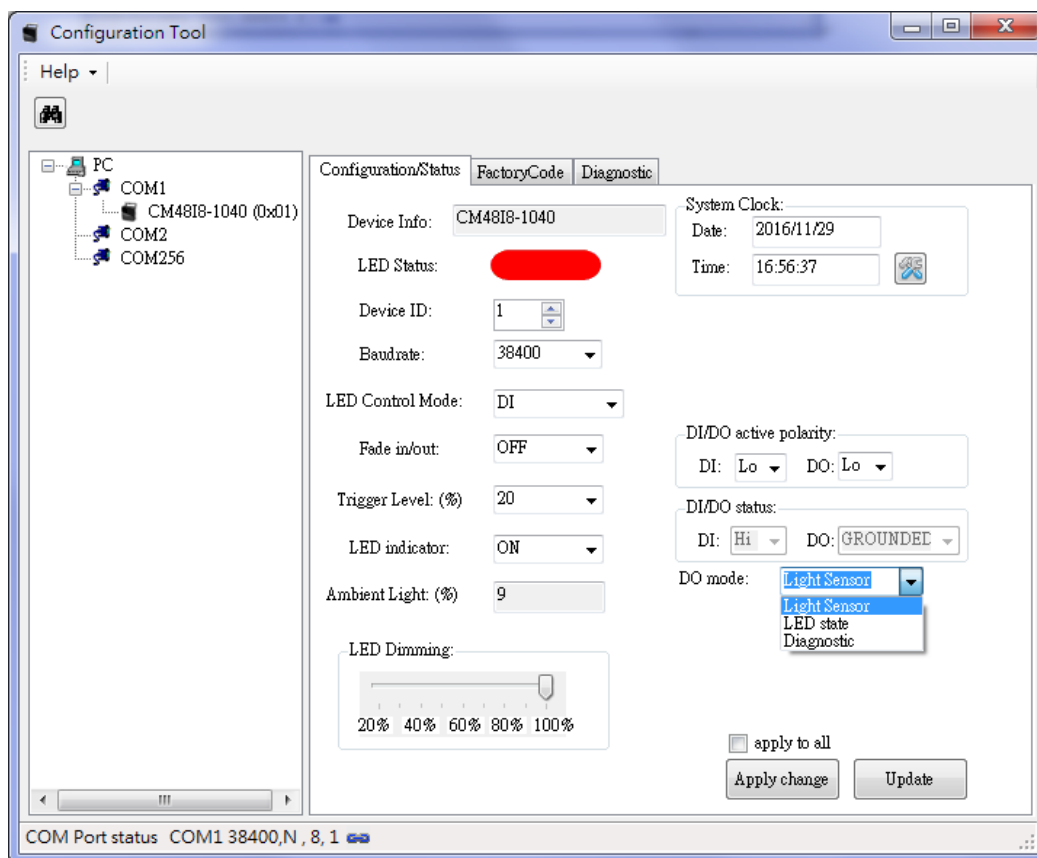 Configuration Tool
Help
PC
COM1
CM48I8-1040 (0x01)
COM2
COM256
Configuration/Status
FactoryCode
Diagnostic
Device Info: CM48I8-1040
LED Status:
Device ID: 1
Baudrate: 38400
LED Control Mode: DI
Fade in/out: OFF
Trigger Level: (%) 20
LED indicator: ON
Ambient Light: (%) 9
LED Dimming:
20% 40% 60% 80% 100%
System Clock:
Date: 2016/11/29
Time: 16:56:37
DI/DO active polarity:
DI: Lo DO: Lo
DI/DO status:
DI: Hi DO: GROUNDED
DO mode: Light Sensor
Light Sensor
LED state
Diagnostic
apply to all
Apply change Update
COM Port status COM1 38400,N , 8, 1